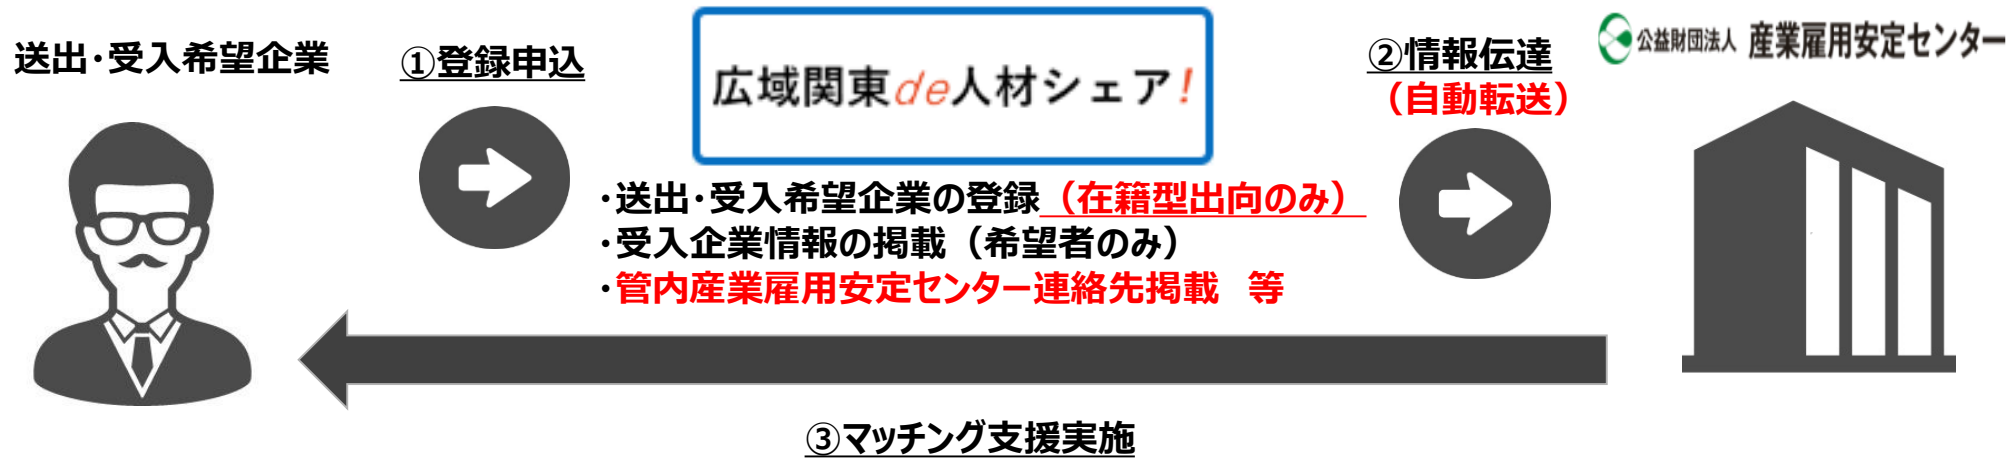 送出・受入希望企業
①登録申込
広域関東de人材シェア!
・送出・受入希望企業の登録（在籍型出向のみ）
・受入企業情報の掲載（希望者のみ）
・管内産業雇用安定センター連絡先掲載　等
②情報伝達
（自動転送）
公益財団法人 産業雇用安定センター
③マッチング支援実施